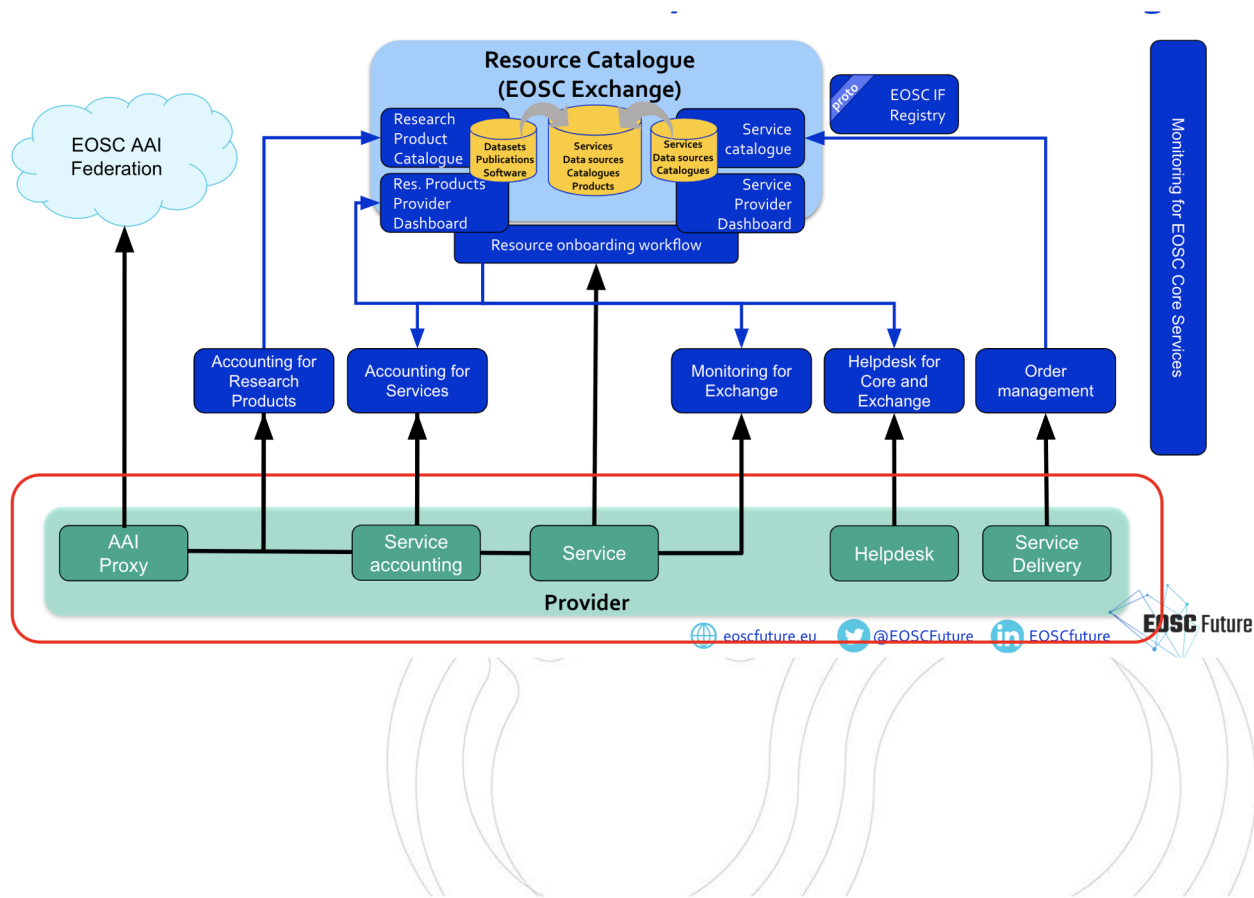 Resource Catalogue
(EOSC Exchange)
EOSC AAI
Federation
Research
Product
Catalogue
Datasets
Publications
Software
Services
Data sources
Catalogues
Products
Services
Data sources
Catalogues
Service
catalogue
proto
EOSC IF
Registry
Res. Products
Provider
Dashboard
Service
Provider
Dashboard
Resource onboarding workflow
Monitoring for EOSC Core Services
Accounting for
Research
Products
Accounting for
Services
Monitoring for
Exchange
Helpdesk for
Core and
Exchange
Order
management
AAI
Proxy
Service
accounting
Service
Helpdesk
Service
Delivery
Provider
eoscfuture.eu
@EOSCFuture
in
EOSCfuture
EOSC Future